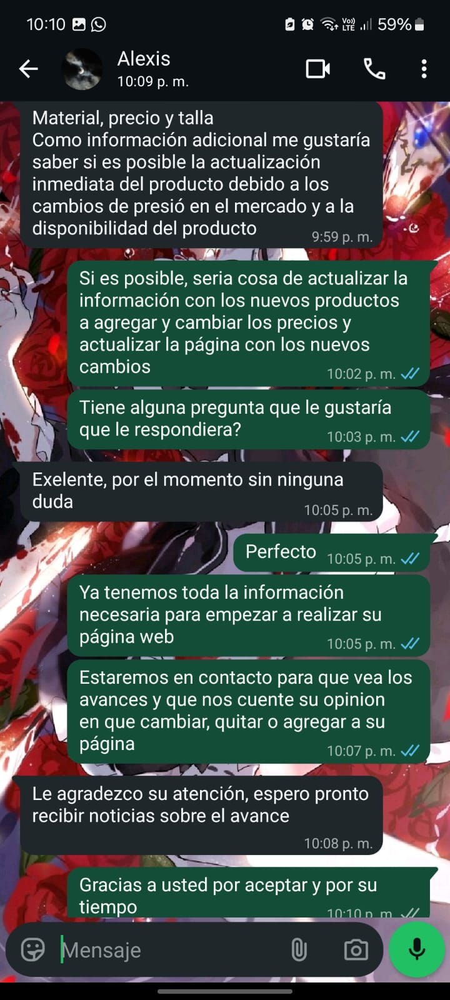 10:10
Vo))
LTE
59%
Alexis
10:09 p. m.
Material, precio y talla
Como información adicional me gustaría
saber si es posible la actualización
inmediata del producto debido a los
cambios de presió en el mercado y a la
disponibilidad del producto
9:59 p. m.
Si es posible, seria cosa de actualizar la
información con los nuevos productos
a agregar y cambiar los precios y
actualizar la página con los nuevos
cambios
10:02 p. m.
Tiene alguna pregunta que le gustaría
que le respondiera?
10:03 p. m.
Exelente, por el momento sin ninguna
duda
10:05 p. m.
Perfecto
10:05 p. m.
Ya tenemos toda la información
necesaria para empezar a realizar su
página web
10:05 p. m.
Estaremos en contacto para que vea los
avances y que nos cuente su opinion
en que cambiar, quitar o agregar a su
página
10:07 p. m.
Le agradezco su atención, espero pronto
recibir noticias sobre el avance
10:08 p. m.
Gracias a usted por aceptar y por su
tiempo
10:10 p. m.
Mensaje